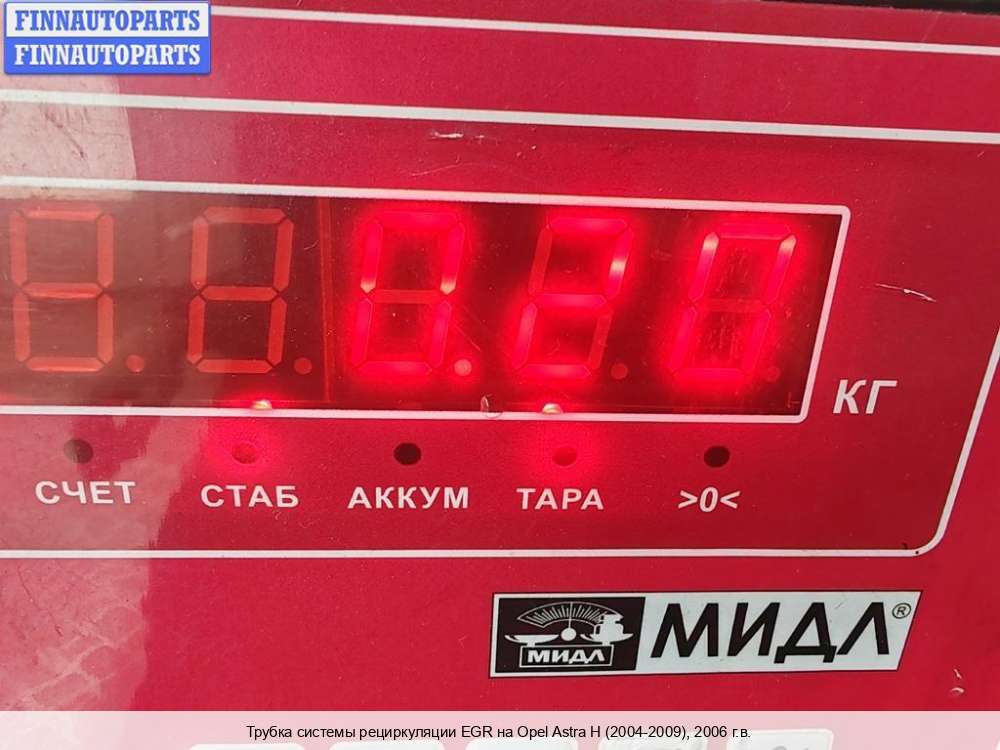 FINNAUTOPARTS
FINNAUTOPARTS
0.20
КГ
СЧЕТ СТАБ АККУМ ТАРА >0<
МИДЛ МИДЛ®
Трубка системы рециркуляции EGR на Opel Astra H (2004-2009), 2006 г.в.